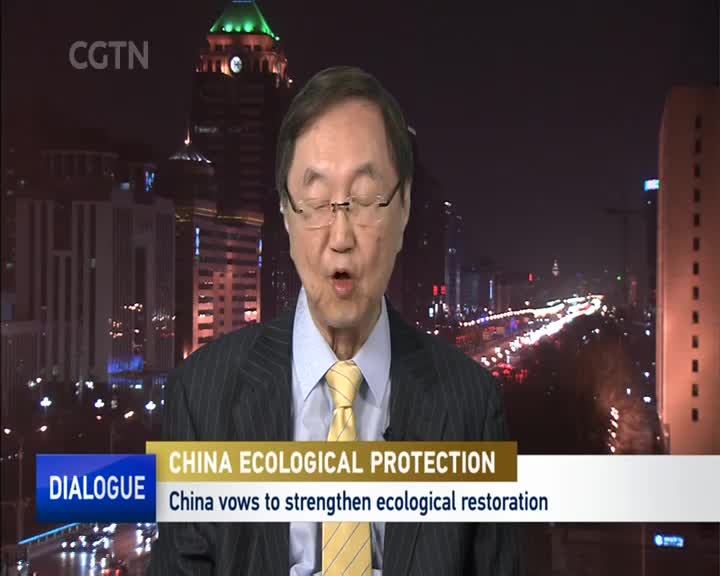 CGTN
CHINA ECOLOGICAL PROTECTION
DIALOGUE
China vows to strengthen ecological restoration